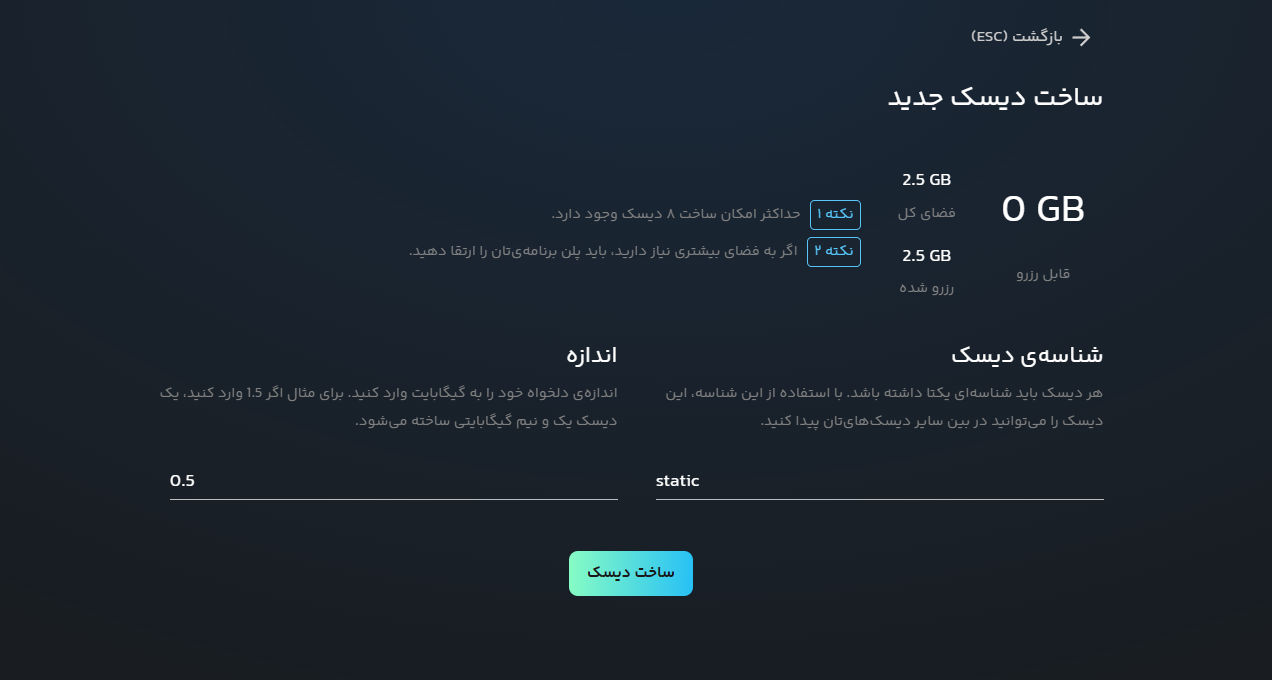 بازگشت (ESC)
ساخت دیسک جدید
0 GB
قابل رزرو
2.5 GB
فضای کل
2.5 GB
رزرو شده
نکته ۱ حداکثر امکان ساخت ۸ دیسک وجود دارد.
نکته ۲ اگر به فضای بیشتری نیاز دارید، باید پلن برنامه‌ی‌تان را ارتقا دهید.
شناسه‌ی دیسک
هر دیسک باید شناسه‌ای یکتا داشته باشد. با استفاده از این شناسه، این
دیسک را می‌توانید در بین سایر دیسک‌های‌تان پیدا کنید.
static
اندازه
اندازه‌ی دلخواه خود را به گیگابایت وارد کنید. برای مثال اگر 1.5 وارد کنید، یک
دیسک یک و نیم گیگابایتی ساخته می‌شود.
0.5
ساخت دیسک